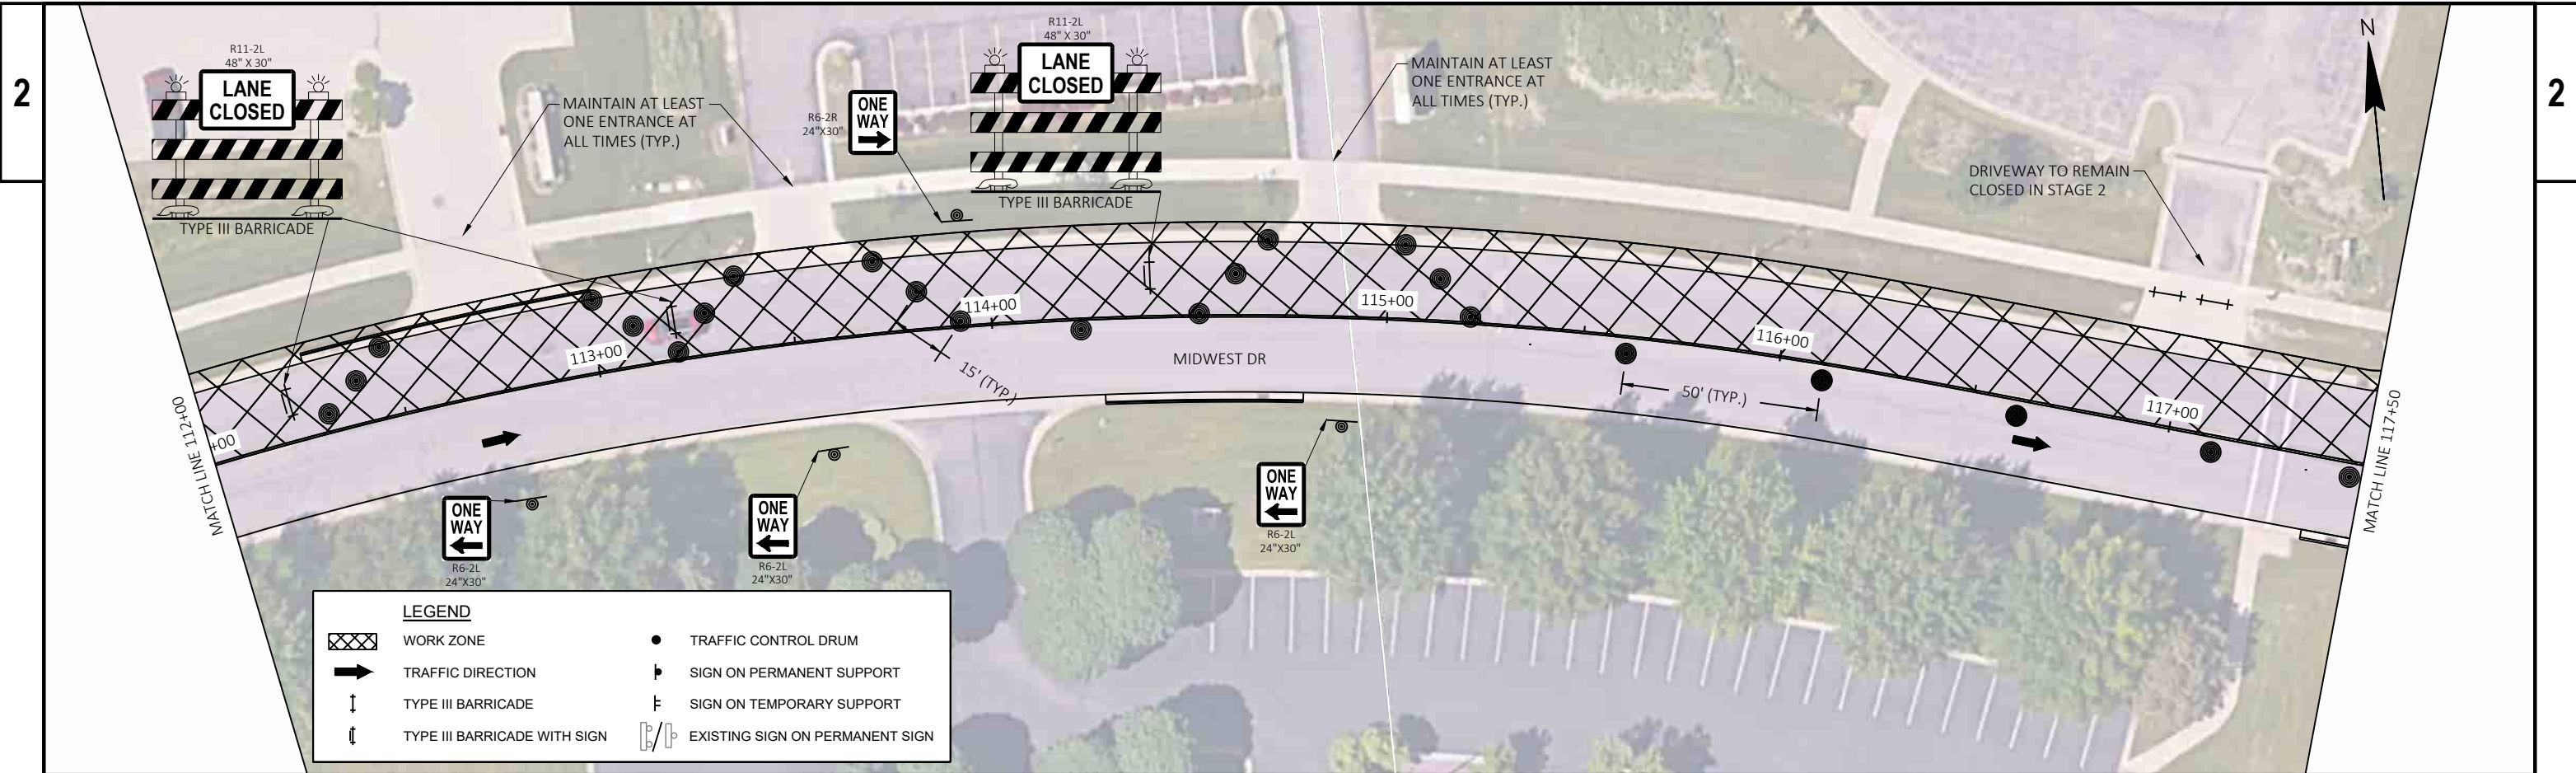 2
R11-2L
48" X 30"
LANE
CLOSED
TYPE III BARRICADE
MAINTAIN AT LEAST
ONE ENTRANCE AT
ALL TIMES (TYP.)
R6-2R
24"X30"
ONE
WAY
R11-2L
48" X 30"
LANE
CLOSED
TYPE III BARRICADE
MAINTAIN AT LEAST
ONE ENTRANCE AT
ALL TIMES (TYP.)
DRIVEWAY TO REMAIN
CLOSED IN STAGE 2
N
2
MATCH LINE 112+00
+00
113+00
114+00
115+00
116+00
117+00
15' (TYP.)
MIDWEST DR
50' (TYP.)
MATCH LINE 117+50
ONE
WAY
R6-2L
24"X30"
ONE
WAY
R6-2L
24"X30"
ONE
WAY
R6-2L
24"X30"
LEGEND
WORK ZONE
TRAFFIC DIRECTION
TYPE III BARRICADE
TYPE III BARRICADE WITH SIGN
TRAFFIC CONTROL DRUM
SIGN ON PERMANENT SUPPORT
SIGN ON TEMPORARY SUPPORT
EXISTING SIGN ON PERMANENT SIGN